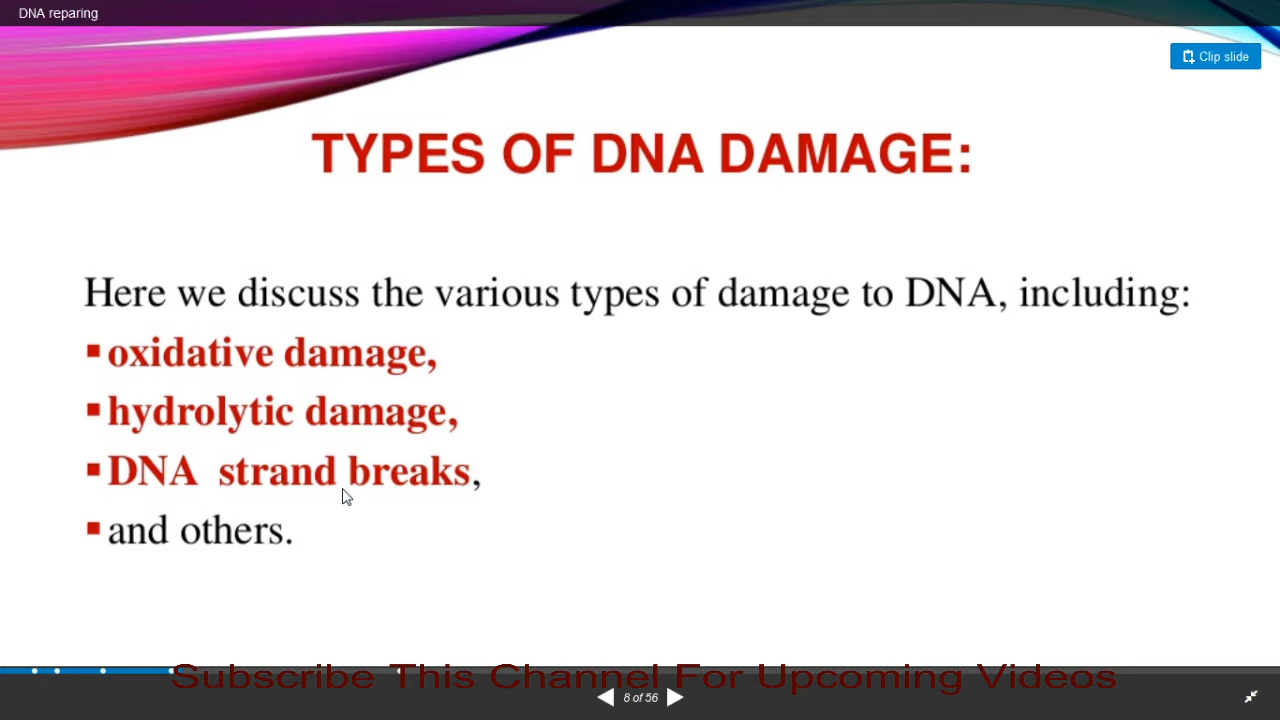 DNA reparing
Clip slide
TYPES OF DNA DAMAGE:
Here we discuss the various types of damage to DNA, including:
▪oxidative damage,
▪hydrolytic damage,
▪DNA strand breaks,
▪and others.
Subscribe This Channel For Upcoming Videos
8 of 56